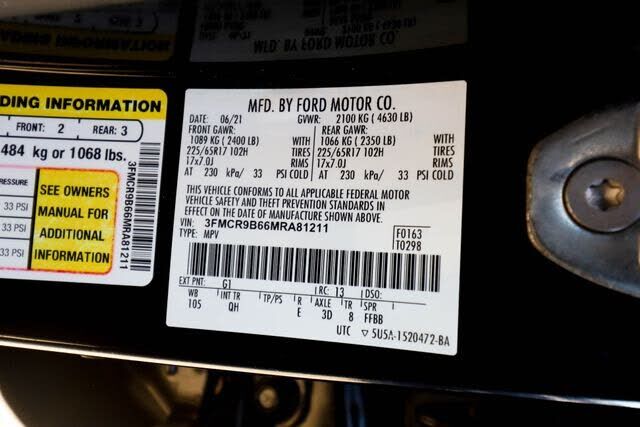 MFD. BY FORD MOTOR CO.
DING INFORMATION
FRONT: 2 REAR: 3
484 kg or 1068 lbs.
PRESSURE
33 PSI
33 PSI
33 PSI
SEE OWNERS
MANUAL FOR
ADDITIONAL
INFORMATION
3FMCR9B66MRA81211
MFD. BY FORD MOTOR CO.
DATE: 06/21 GVWR: 2100 KG ( 4630 LB)
FRONT GAWR: REAR GAWR:
1089 KG ( 2400 LB) WITH 1066 KG ( 2350 LB) WITH
225/65R17 102H TIRES 225/65R17 102H TIRES
17x7.0J RIMS 17x7.0J RIMS
AT 230 kPa/ 33 PSI COLD AT 230 kPa/ 33 PSI COLD
THIS VEHICLE CONFORMS TO ALL APPLICABLE FEDERAL MOTOR
VEHICLE SAFETY AND THEFT PREVENTION STANDARDS IN
EFFECT ON THE DATE OF MANUFACTURE SHOWN ABOVE.
VIN: 3FMCR9B66MRA81211
TYPE: MPV
F0163
T0298
EXT PNT: G1 RC: 13 DSO:
WB INT TR TP/PS R AXLE TR SPR
105 QH E 3D 8 FFBB
UTC ▽ 5U5A-1520472-BA